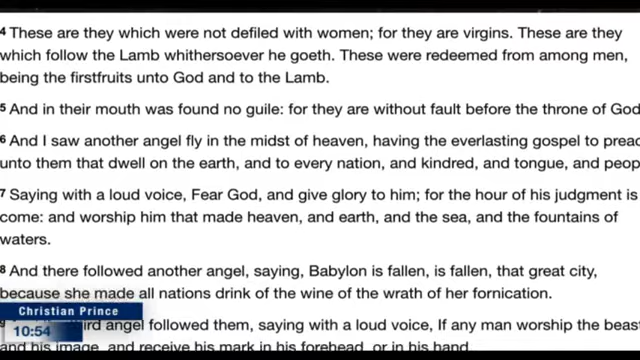 4 These are they which were not defiled with women; for they are virgins. These are they
which follow the Lamb whithersoever he goeth. These were redeemed from among men,
being the firstfruits unto God and to the Lamb.
5 And in their mouth was found no guile: for they are without fault before the throne of God
6 And I saw another angel fly in the midst of heaven, having the everlasting gospel to preac
unto them that dwell on the earth, and to every nation, and kindred, and tongue, and peop
7 Saying with a loud voice, Fear God, and give glory to him; for the hour of his judgment is
come: and worship him that made heaven, and earth, and the sea, and the fountains of
waters.
8 And there followed another angel, saying, Babylon is fallen, is fallen, that great city,
because she made all nations drink of the wine of the wrath of her fornication.
Christian Prince
10:54
angel followed them, saying with a loud voice, If any man worship the beast
and his image, and receive his mark in his forehead, or in his hand,